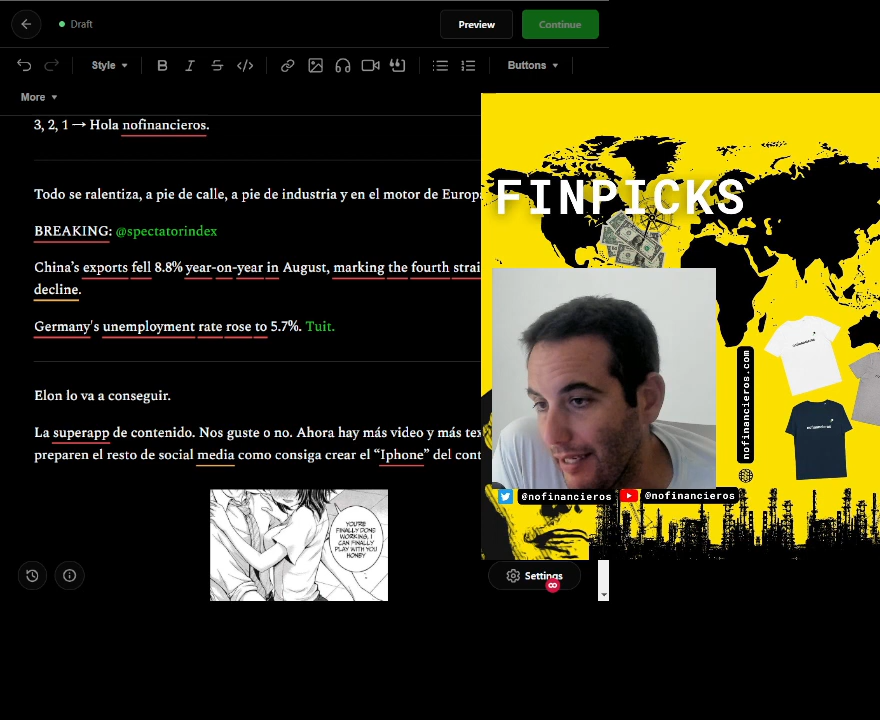 Draft
Preview
Continue
Style
Buttons
More
3, 2, 1 → Hola nofinancieros.
Todo se ralentiza, a pie de calle, a pie de industria y en el motor de Europ
BREAKING: @spectatorindex
China's exports fell 8.8% year-on-year in August, marking the fourth strai
decline.
Germany's unemployment rate rose to 5.7%. Tuit.
Elon lo va a conseguir.
La superapp de contenido. Nos guste o no. Ahora hay más video y más tex
preparen el resto de social media como consiga crear el “Iphone” del cont
YOU'RE
FINALLY DONE
WORKING, I
CAN FINALLY
PLAY WITH YOU
HONEY
Settings
FINPICKS
nofinancieros.com
nofinancieros
@nofinancieros
@nofinancieros